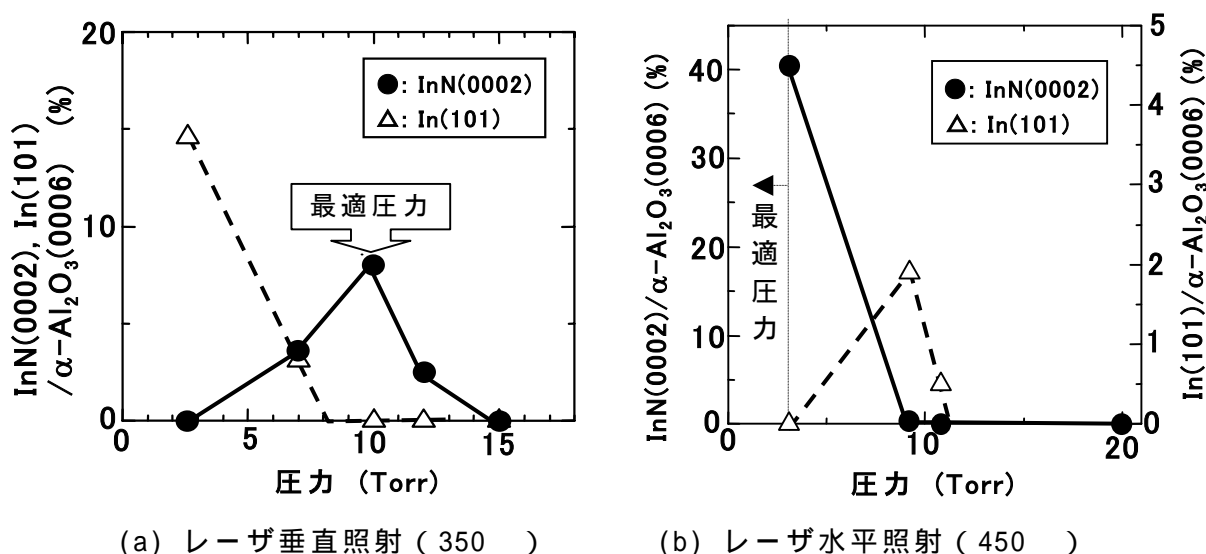 20
10
0
0
5
10
15
InN(0002), In(101)
/α-Al₂O₃(0006) (%)
●: InN(0002)
△: In(101)
最適圧力
圧力 (Torr)
(a) レーザ垂直照射（350　）
40
30
20
10
0
0
10
20
5
4
3
2
1
0
InN(0002)/α-Al₂O₃(0006) (%)
In(101)/α-Al₂O₃(0006) (%)
●: InN(0002)
△: In(101)
最適圧力
圧力 (Torr)
(b) レーザ水平照射（450　）